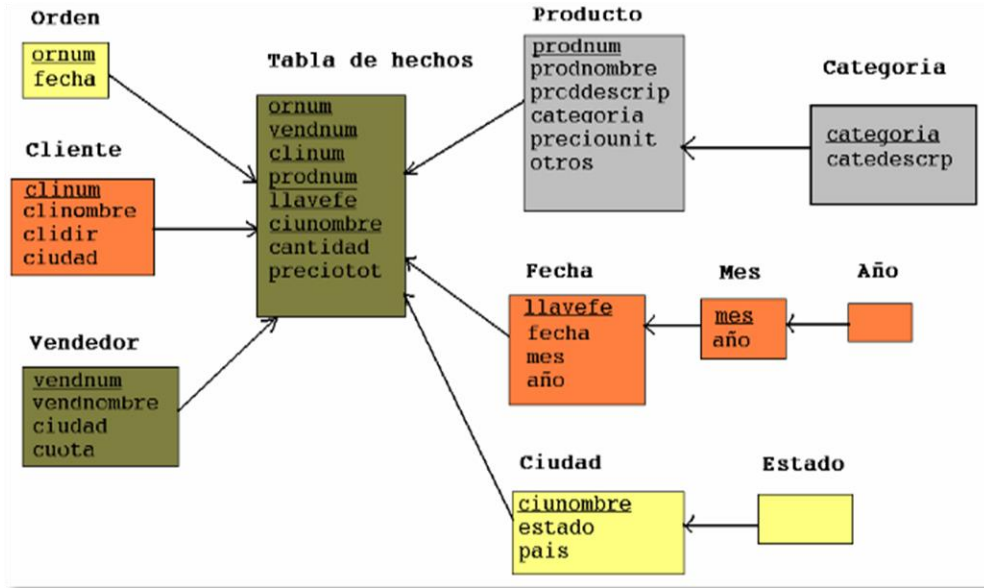 Orden
ornum
fecha
Cliente
clinum
clinombre
clidir
ciudad
Vendedor
vendnum
vendnombre
ciudad
cuota
Tabla de hechos
ornum
vendnum
clinum
prodnum
llavefe
ciunombre
cantidad
preciotot
Producto
prodnum
prodnombre
prcddescrip
categoria
preciounit
otros
Categoria
categoria
catedescrp
Fecha
llavefe
fecha
mes
año
Mes
mes
año
Año
Ciudad
ciunombre
estado
pais
Estado